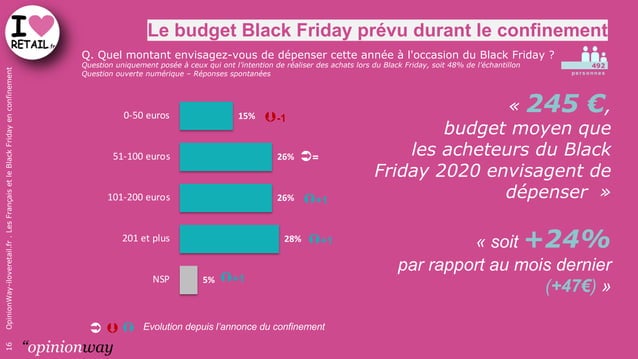 I ♥
RETAIL.fr
Le budget Black Friday prévu durant le confinement
Q. Quel montant envisagez-vous de dépenser cette année à l'occasion du Black Friday ?
Question uniquement posée à ceux qui ont l'intention de réaliser des achats lors du Black Friday, soit 48% de l'échantillon
Question ouverte numérique – Réponses spontanées
492
personnes
0-50 euros 15% -1
51-100 euros 26% =
101-200 euros 26% +1
201 et plus 28%
NSP 5%
« 245 €,
budget moyen que
les acheteurs du Black
Friday 2020 envisagent de
dépenser »
« soit +24%
par rapport au mois dernier
(+47€) »
Evolution depuis l'annonce du confinement
“opinionway
16 OpinionWay-iloveretail.fr . Les Français et le Black Friday en confinement